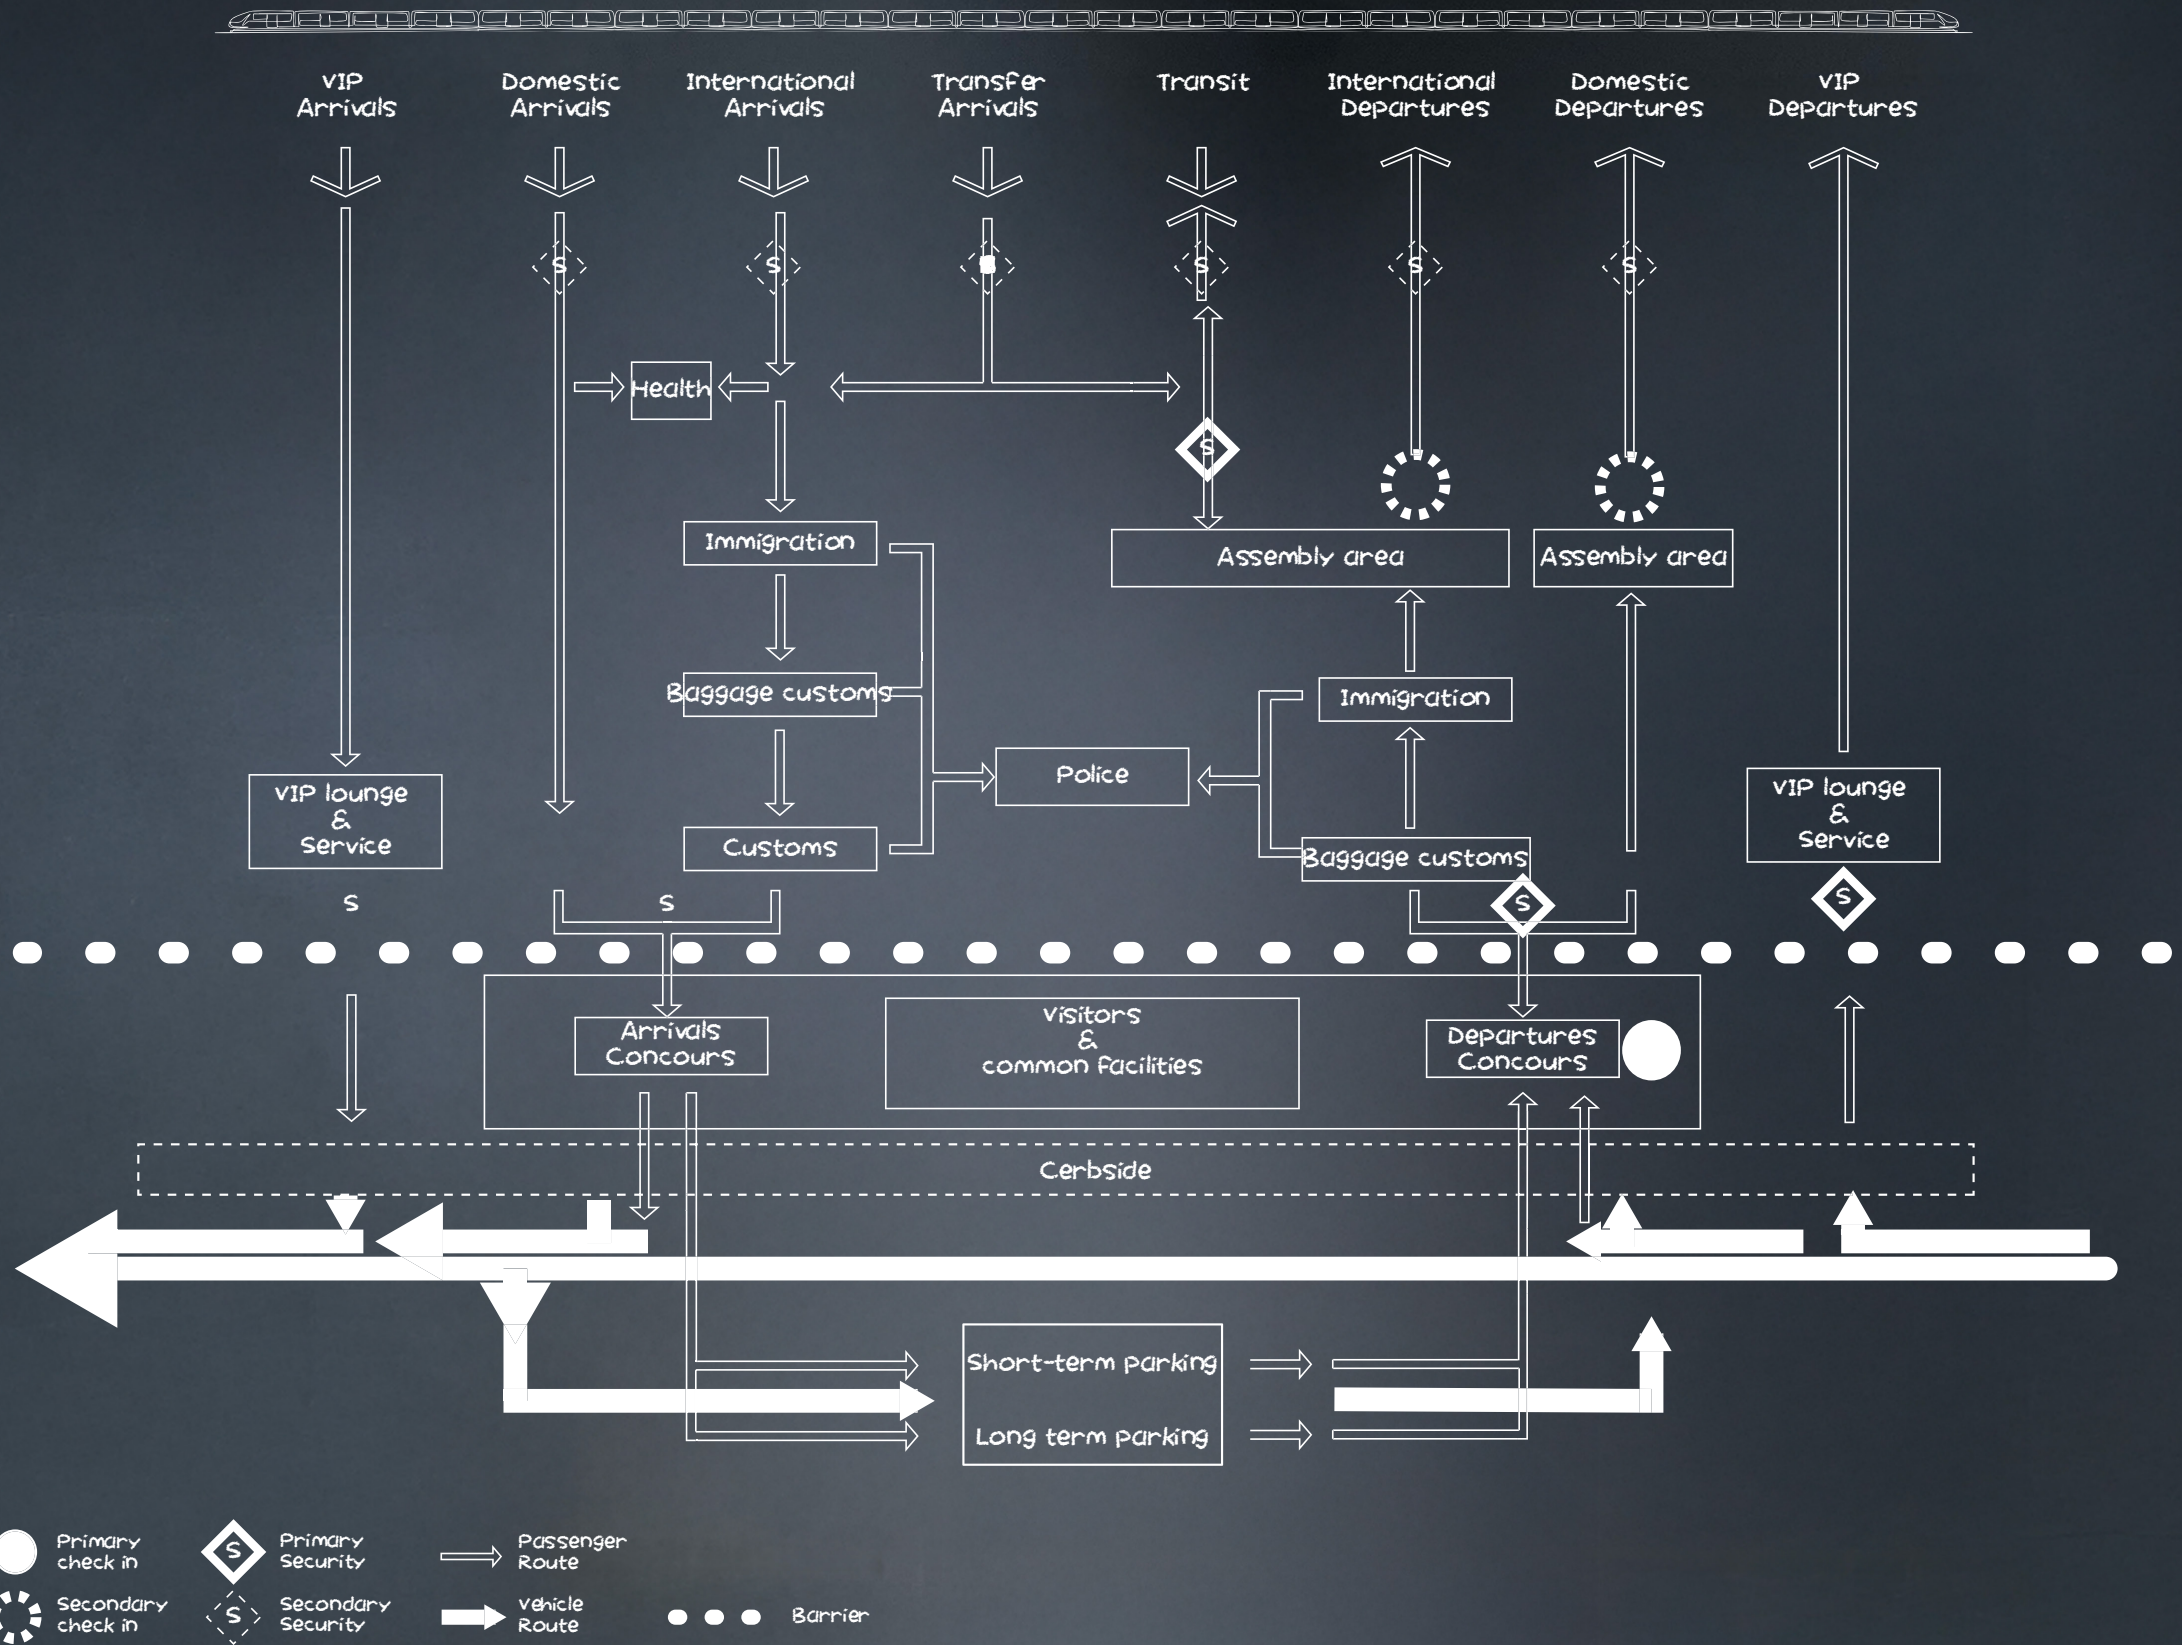 VIP
Arrivals
Domestic
Arrivals
International
Arrivals
Transfer
Arrivals
Transit
International
Departures
Domestic
Departures
VIP
Departures
S
S
S
S
S
Health
S
Immigration
Assembly area
Assembly area
Baggage customs
Immigration
Police
VIP lounge
&
Service
VIP lounge
&
Service
Customs
Baggage customs
S
S
S
S
Arrivals
Concours
Visitors
&
common facilities
Departures
Concours
Cerbside
Short-term parking
Long term parking
Primary
check in
S
Primary
Security
Passenger
Route
Secondary
check in
S
Secondary
Security
Vehicle
Route
Barrier